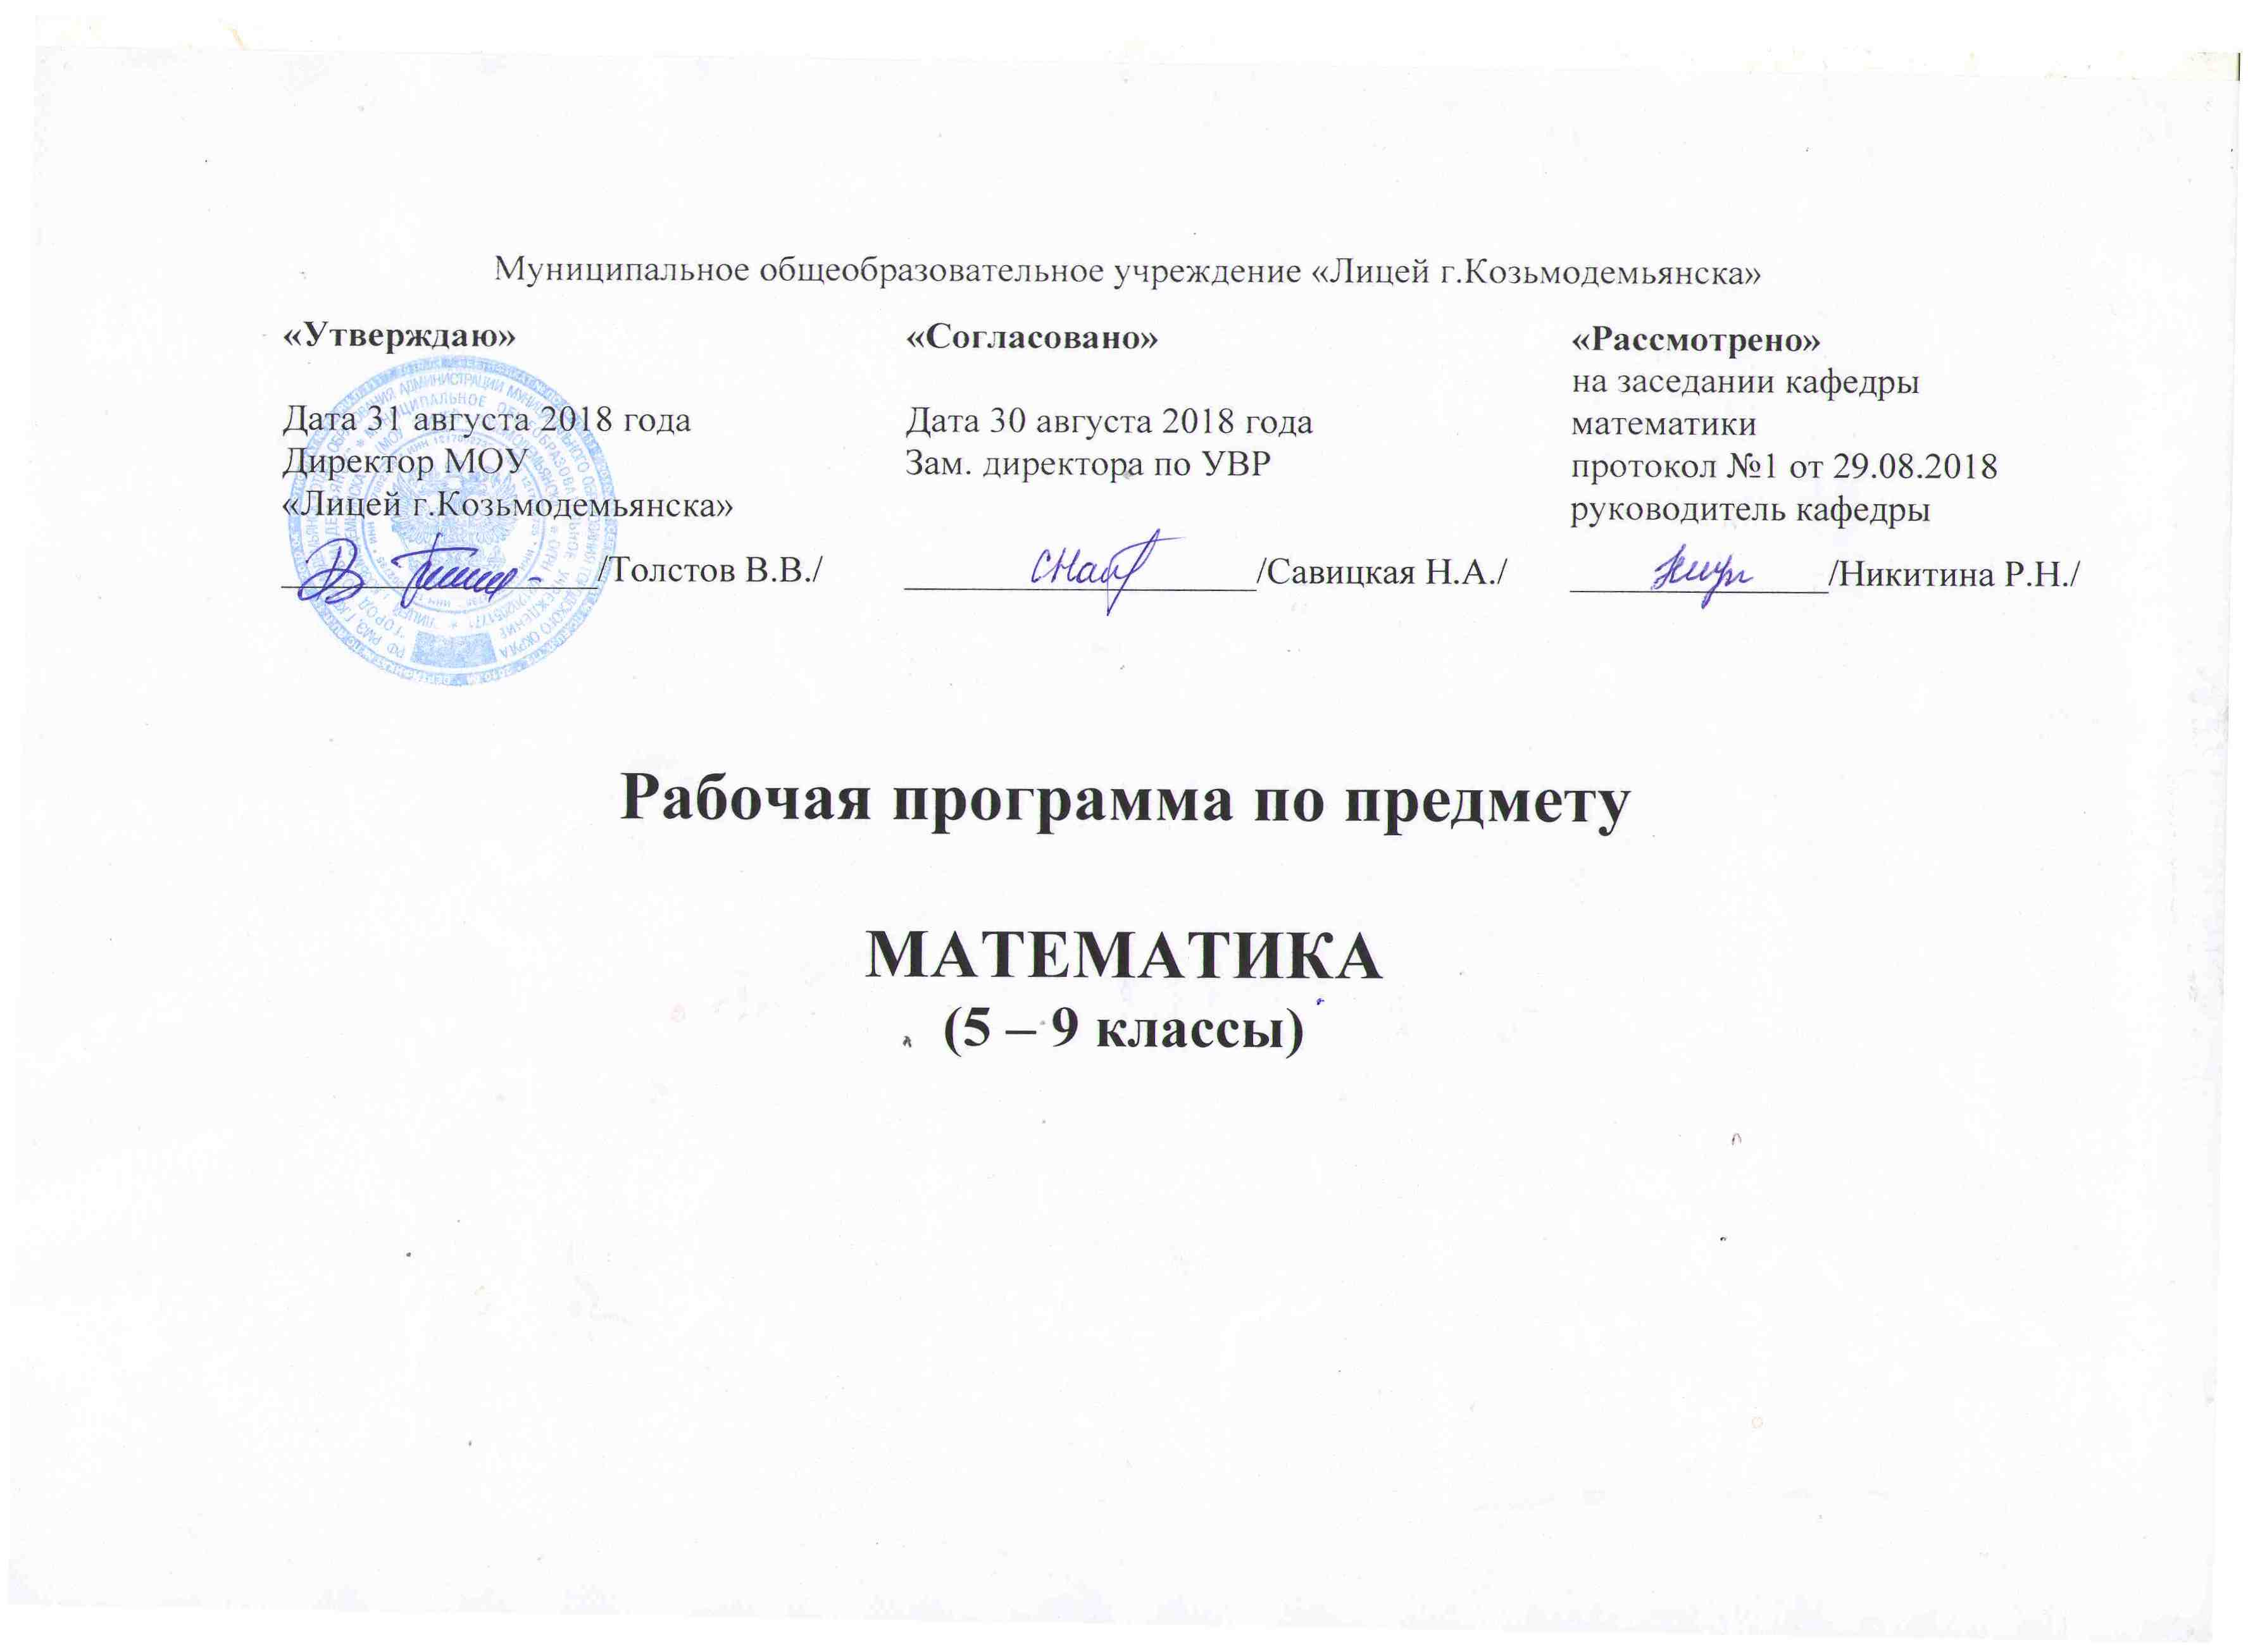 Муниципальное общеобразовательное учреждение «Лицей г.Козьмодемьянска»
«Утверждаю»
Дата 31 августа 2018 года
Директор МОУ
«Лицей г.Козьмодемьянска»
/Толстов В.В./
«Согласовано»
Дата 30 августа 2018 года
Зам. директора по УВР
/Савицкая Н.А./
«Рассмотрено»
на заседании кафедры
математики
протокол №1 от 29.08.2018
руководитель кафедры
/Никитина Р.Н./
Рабочая программа по предмету
МАТЕМАТИКА
(5 – 9 классы)